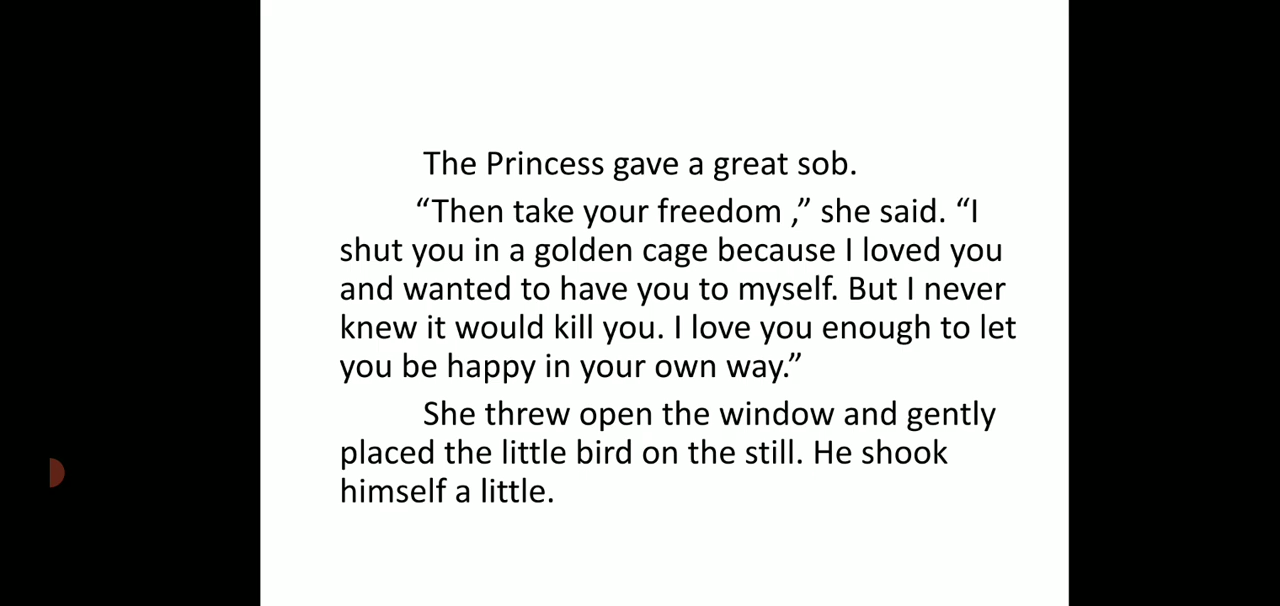 The Princess gave a great sob.
“Then take your freedom ,” she said. “I
shut you in a golden cage because I loved you
and wanted to have you to myself. But I never
knew it would kill you. I love you enough to let
you be happy in your own way.”
She threw open the window and gently
placed the little bird on the still. He shook
himself a little.